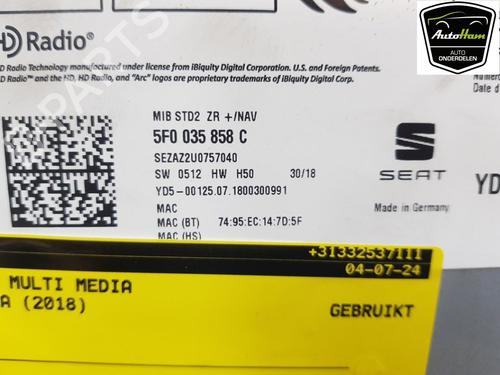 AutoHam
AUTO
ONDERDELEN
HD Radio™
D Radio Technology manufactured under license from iBiquity Digital Corporation. U.S. and Foreign Patents.
D Radio™ and the HD, HD Radio, and "Arc" logos are proprietary trademarks of iBiquity Digital Corp.
MIB STD2 ZR +/NAV
5F0 035 858 C
SEZAZ2U0757040
SW 0512 HW H50 30/18
YD5-00125.07.1800300991
MAC
MAC (BT) 74:95:EC:14:7D:5F
MAC (HS)
SEAT
Made in Germany
YD
+31332537111
04-07-24
MULTI MEDIA
A (2018)
GEBRUIKT